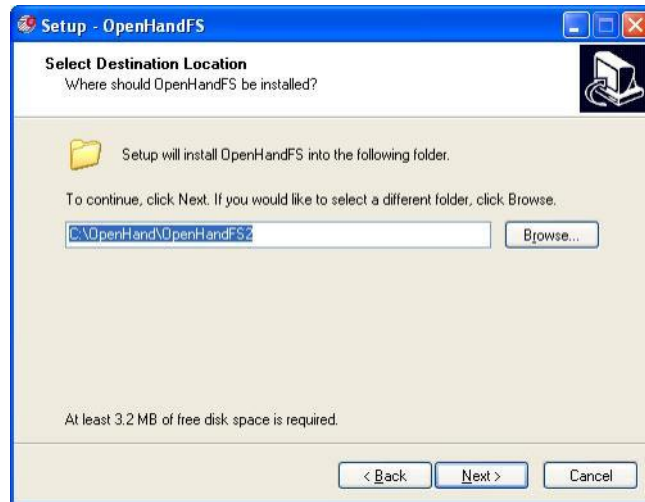 Setup - OpenHandFS
Select Destination Location
Where should OpenHandFS be installed?
Setup will install OpenHandFS into the following folder.
To continue, click Next. If you would like to select a different folder, click Browse.
C:\OpenHand\OpenHandFS2
Browse...
At least 3.2 MB of free disk space is required.
< Back
Next >
Cancel